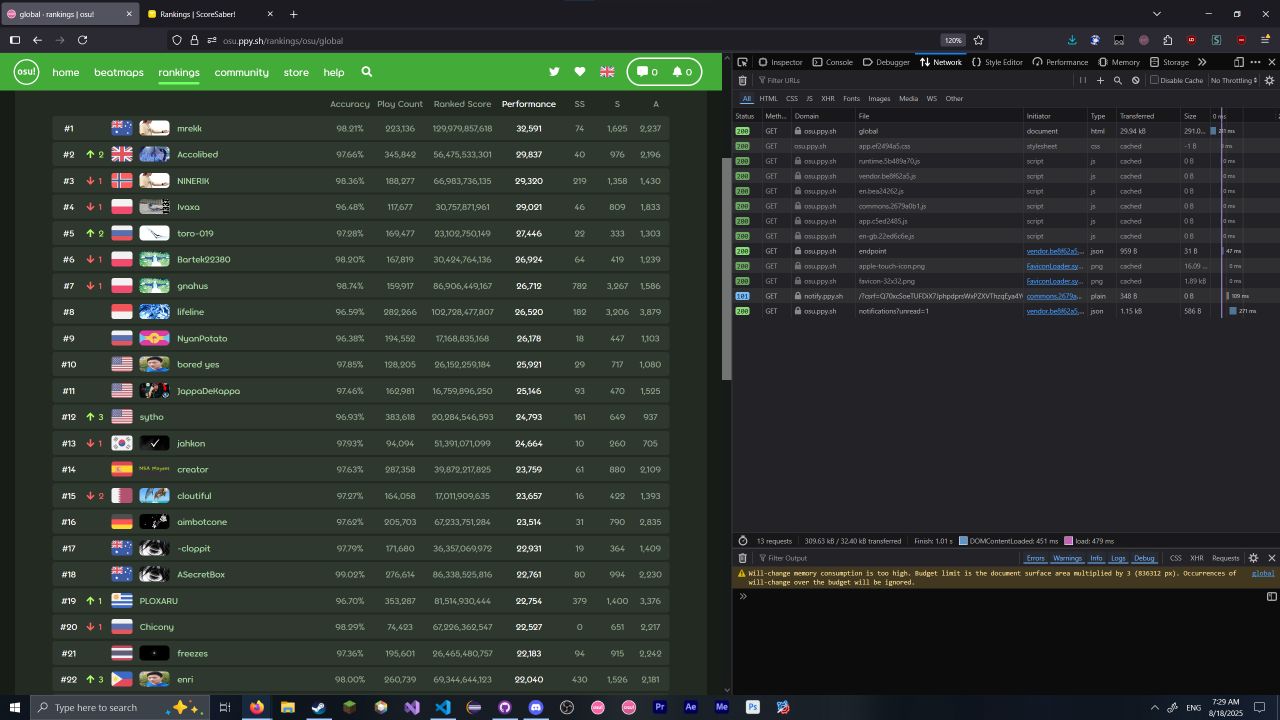 global · rankings | osu!
Rankings | ScoreSaber!
osu.ppy.sh/rankings/osu/global
120%
osu!
home beatmaps rankings community store help
0 0
Accuracy Play Count Ranked Score Performance SS S A
#1 mrekk 98.21% 223,136 129,979,857,618 32,591 74 1,625 2,237
#2 2 Accolibed 97.66% 345,842 56,475,533,301 29,837 40 976 2,196
#3 1 NINERIK 98.36% 188,277 66,983,736,135 29,320 219 1,358 1,430
#4 1 Ivaxa 96.48% 117,677 30,757,871,961 29,021 46 809 1,833
#5 2 toro-019 97.28% 169,477 23,102,750,149 27,446 22 333 1,303
#6 1 Bartek22380 97.11% 167,819 30,424,764,136 26,924 64 419 1,239
#7 1 gnahus 159,917 86,906,449,167 26,712 782 3,267 1,586
#8 lifeline 96.59% 282,266 102,728,477,807 26,520 182 3,206 3,879
#9 NyanPotato 96.38% 194,552 17,168,835,168 26,178 18 447 1,103
#10 bored yes 97.85% 128,205 26,152,259,184 25,921 29 717 1,080
#11 JappaDeKappa 97.46% 162,981 16,759,896,250 25,146 93 470 1,525
#12 3 sytho 96.93% 383,618 20,284,546,593 24,793 161 649 937
#13 1 jahkon 97.93% 94,094 51,391,071,099 24,664 10 260 705
#14 creator 97.63% 287,358 39,872,217,825 23,759 61 880 2,109
#15 2 cloutiful 97.27% 164,058 17,011,909,635 23,657 16 422 1,393
#16 aimbotcone 97.62% 205,703 67,233,751,284 23,514 31 790 2,835
#17 -cloppit 97.79% 171,680 36,357,069,972 22,931 19 364 1,409
#18 ASecretBox 99.02% 276,614 86,338,525,816 22,761 80 994 2,230
#19 1 PLOXARU 96.70% 353,287 81,514,930,444 22,754 379 1,400 3,376
#20 1 Chicony 98.29% 74,423 67,226,362,547 22,527 0 651 2,217
#21 freezes 97.36% 195,601 26,465,480,757 22,183 94 915 2,242
#22 3 enri 98.00% 260,739 69,344,644,123 22,040 430 1,526 2,181
Inspector Console Debugger Network Style Editor Performance Memory Storage
Filter URLs Disable Cache No Throttling
All HTML CSS JS XHR Fonts Images Media WS Other
Status Meth... Domain File Initiator Type Transferred Size 0 ms
200 GET osu.ppy.sh global document html 29.94 kB 291.0...
200 GET osu.ppy.sh app.ef2494a5.css stylesheet css cached -1 B 0 ms
200 GET osu.ppy.sh runtime.5b489a70.js script js cached 0 B 0 ms
200 GET osu.ppy.sh vendor.be8f62a5.js script js cached 0 B 0 ms
200 GET osu.ppy.sh en.bea24262.js script js cached 0 B 0 ms
200 GET osu.ppy.sh commons.2679a0b1.js script js cached 0 B 0 ms
200 GET osu.ppy.sh app.c5ed2485.js script js cached 0 B 0 ms
200 GET osu.ppy.sh en-gb.22ed6c6e.js script js cached 0 B 0 ms
200 GET osu.ppy.sh endpoint vendor.be8f62a5... json 959 B 31 B 47 ms
200 GET osu.ppy.sh apple-touch-icon.png FaviconLoader.sy... png cached 16.09 ... 0 ms
200 GET osu.ppy.sh favicon-32x32.png FaviconLoader.sy... png cached 1.89 kB 0 ms
101 GET notify.ppy.sh commons.2679a... plain 348 B 0 B 109 ms
200 GET osu.ppy.sh notifications?unread=1 vendor.be8f62a5... json 1.15 kB 586 B 271 ms
13 requests 309.63 kB / 32.40 kB transferred Finish: 1.01 s DOMContentLoaded: 451 ms load: 479 ms
Filter Output Errors Warnings Info Logs Debug CSS XHR Requests
Will-change memory consumption is too high. Budget limit is the document surface area multiplied by 3 (836312 px). Occurrences of global
will-change over the budget will be ignored.
Type here to search
ENG
7:29 AM
8/18/2025